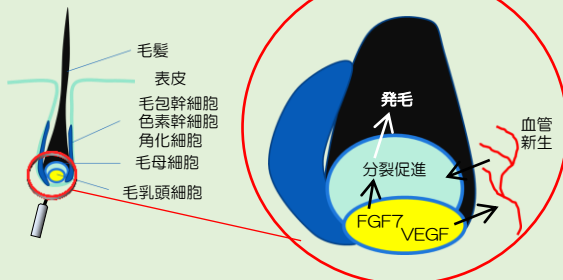 毛髪
表皮
毛包幹細胞
色素幹細胞
角化細胞
毛母細胞
毛乳頭細胞
発毛
分裂促進
FGF7
VEGF
血管
新生